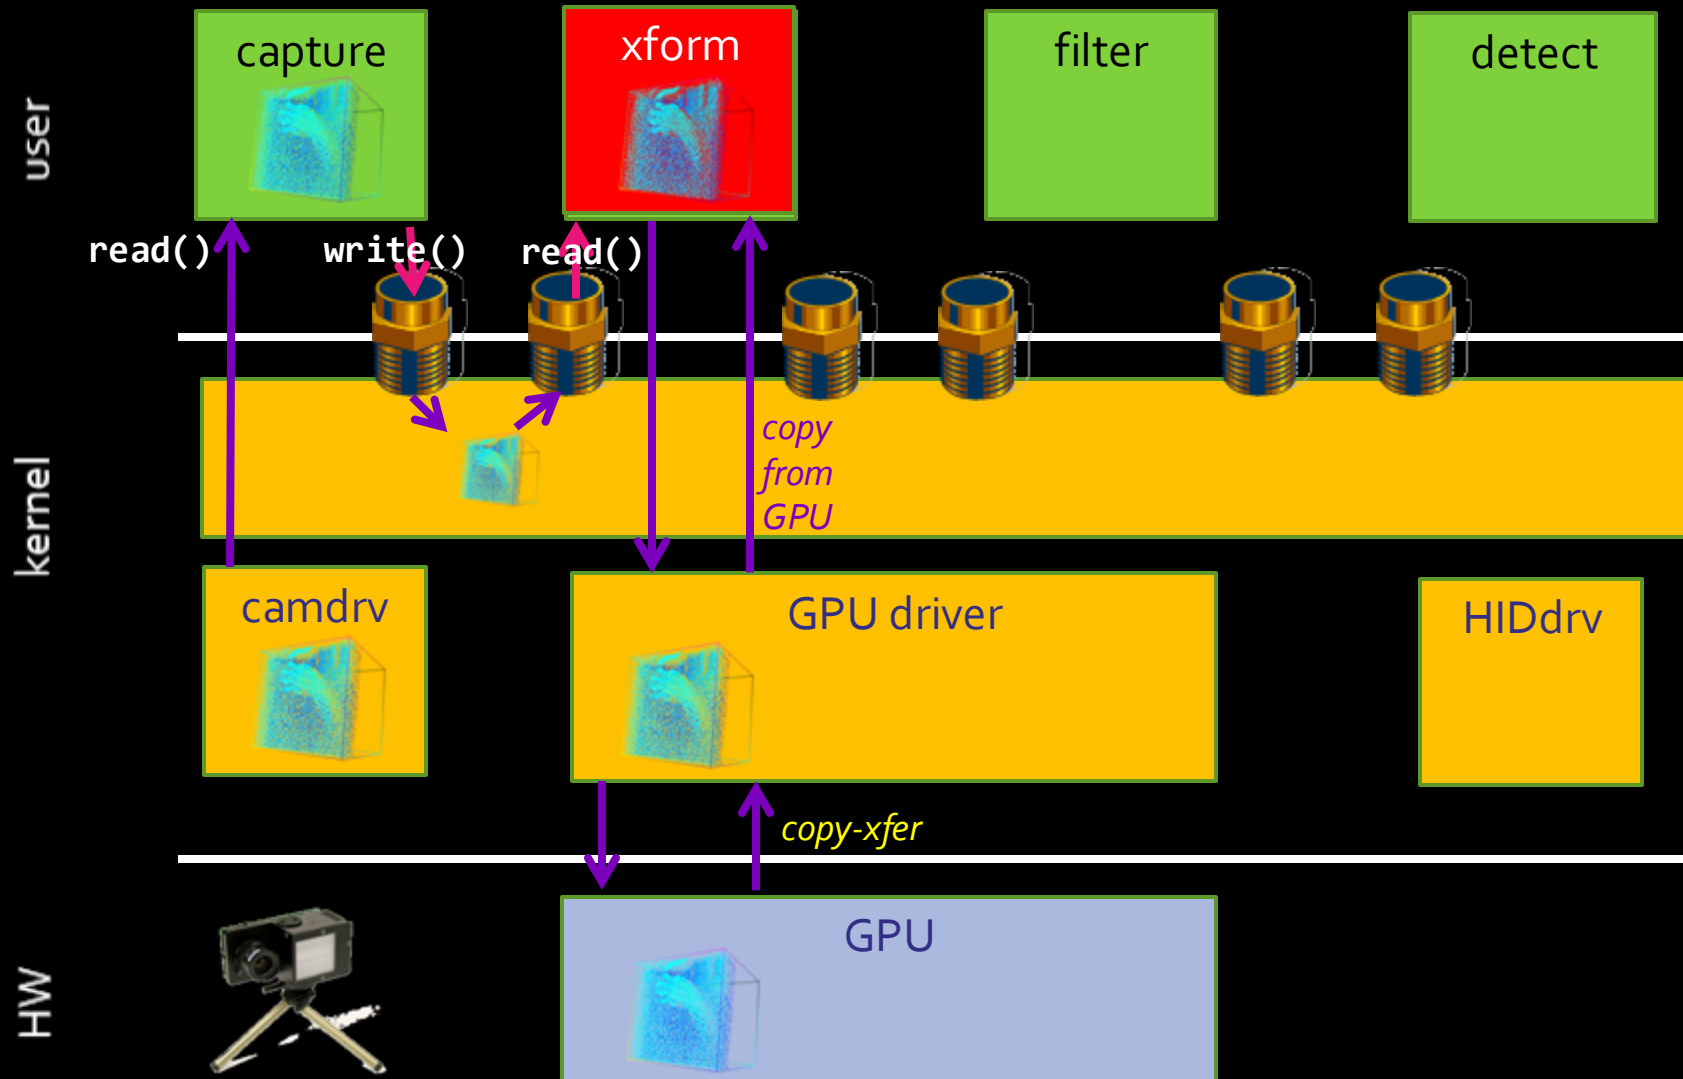 user
capture
xform
filter
detect
read()
write()
read()
kernel
copy
from
GPU
camdrv
GPU driver
HIDdrv
copy-xfer
HW
GPU